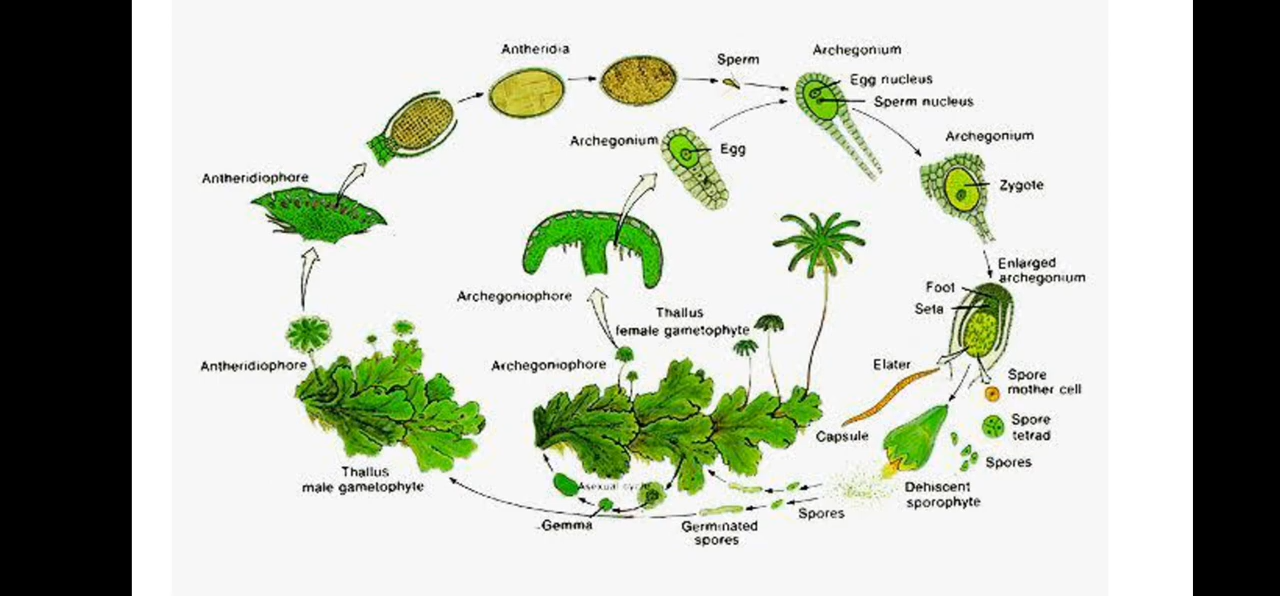 Antheridia
Sperm
Archegonium
Egg nucleus
Sperm nucleus
Archegonium
Egg
Archegonium
Zygote
Antheridiophore
Enlarged
archegonium
Foot
Seta
Archegoniophore
Thallus
female gametophyte
Antheridiophore
Archegoniophore
Elater
Spore
mother cell
Capsule
Spore
tetrad
Spores
Thallus
male gametophyte
Asexual cycle
Dehiscent
sporophyte
Gemma
Germinated
spores
Spores